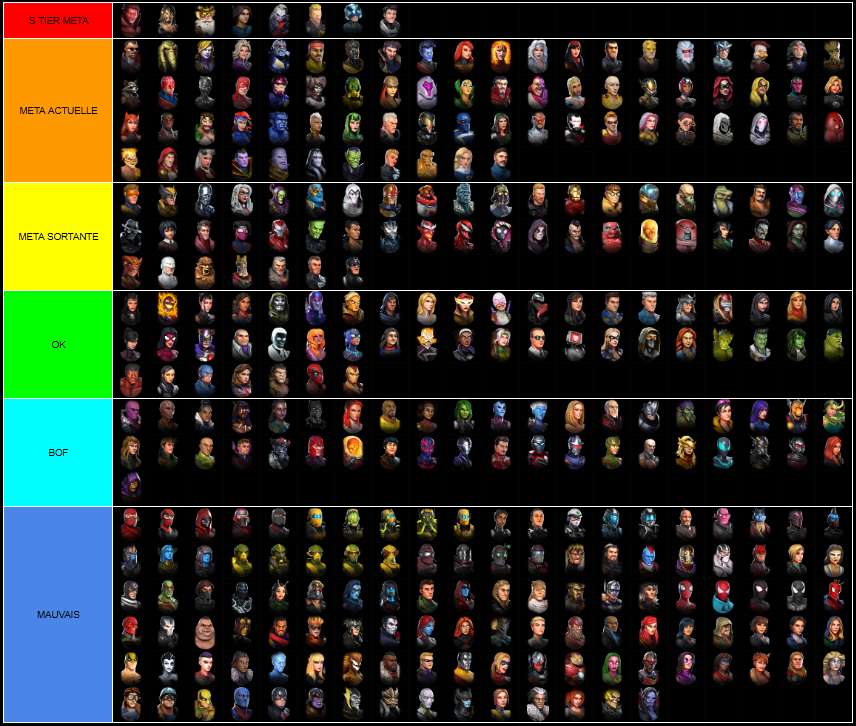 S TIER META
META ACTUELLE
META SORTANTE
OK
BOF
MAUVAIS